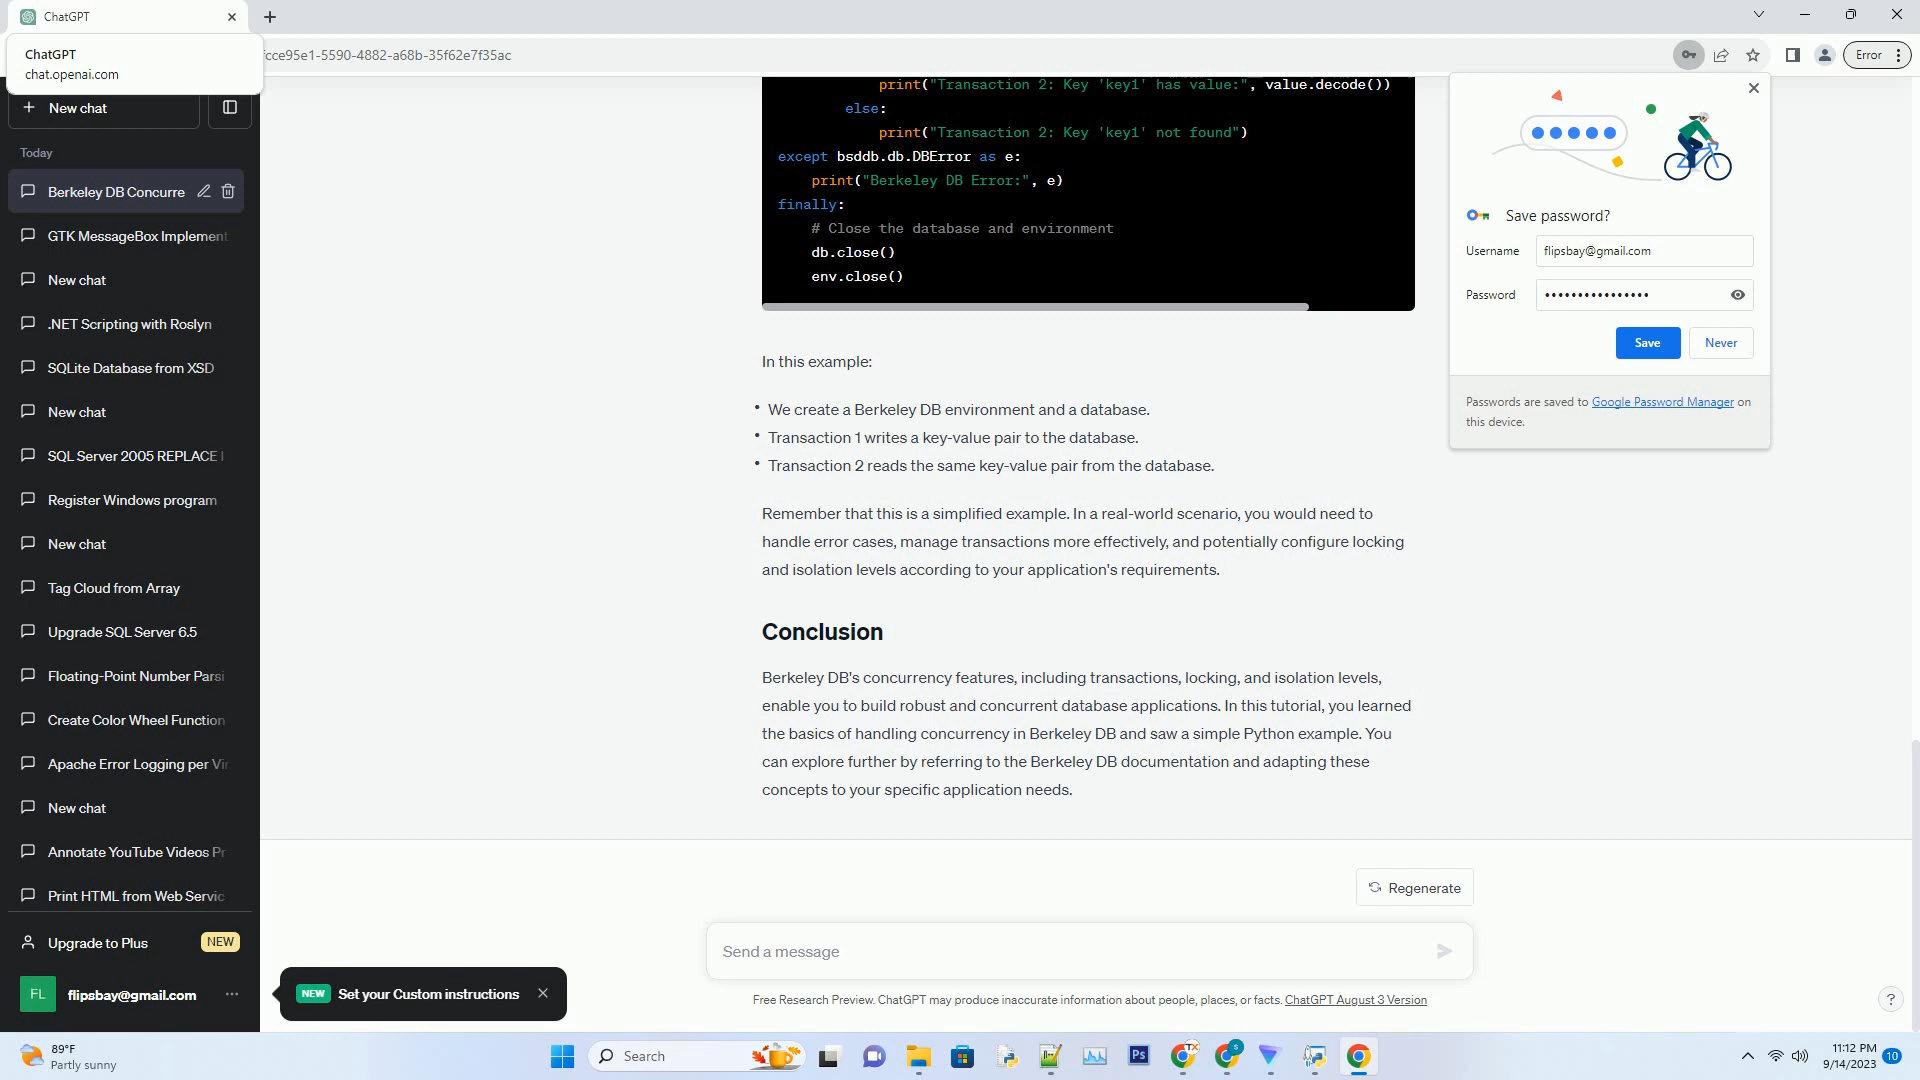 ChatGPT
ChatGPT
chat.openai.com
cce95e1-5590-4882-a68b-35f62e7f35ac
Error
New chat
Today
Berkeley DB Concurre
GTK MessageBox Implement
New chat
.NET Scripting with Roslyn
SQLite Database from XSD
New chat
SQL Server 2005 REPLACE
Register Windows program
New chat
Tag Cloud from Array
Upgrade SQL Server 6.5
Floating-Point Number Parsi
Create Color Wheel Function
Apache Error Logging per Vir
New chat
Annotate YouTube Videos Pr
Print HTML from Web Servic
Upgrade to Plus NEW
FL flipsbay@gmail.com
print("Transaction 2: Key 'key1' has value:", value.decode())
else:
print("Transaction 2: Key 'key1' not found")
except bsddb.db.DBError as e:
print("Berkeley DB Error:", e)
finally:
# Close the database and environment
db.close()
env.close()
In this example:
• We create a Berkeley DB environment and a database.
• Transaction 1 writes a key-value pair to the database.
• Transaction 2 reads the same key-value pair from the database.
Remember that this is a simplified example. In a real-world scenario, you would need to
handle error cases, manage transactions more effectively, and potentially configure locking
and isolation levels according to your application's requirements.
Conclusion
Berkeley DB's concurrency features, including transactions, locking, and isolation levels,
enable you to build robust and concurrent database applications. In this tutorial, you learned
the basics of handling concurrency in Berkeley DB and saw a simple Python example. You
can explore further by referring to the Berkeley DB documentation and adapting these
concepts to your specific application needs.
Regenerate
Send a message
NEW Set your Custom instructions
Free Research Preview. ChatGPT may produce inaccurate information about people, places, or facts. ChatGPT August 3 Version
?
Save password?
Username flipsbay@gmail.com
Password ••••••••••••••••
Save Never
Passwords are saved to Google Password Manager on
this device.
89°F
Partly sunny
Search
Ps
TX
S
11:12 PM
9/14/2023
10